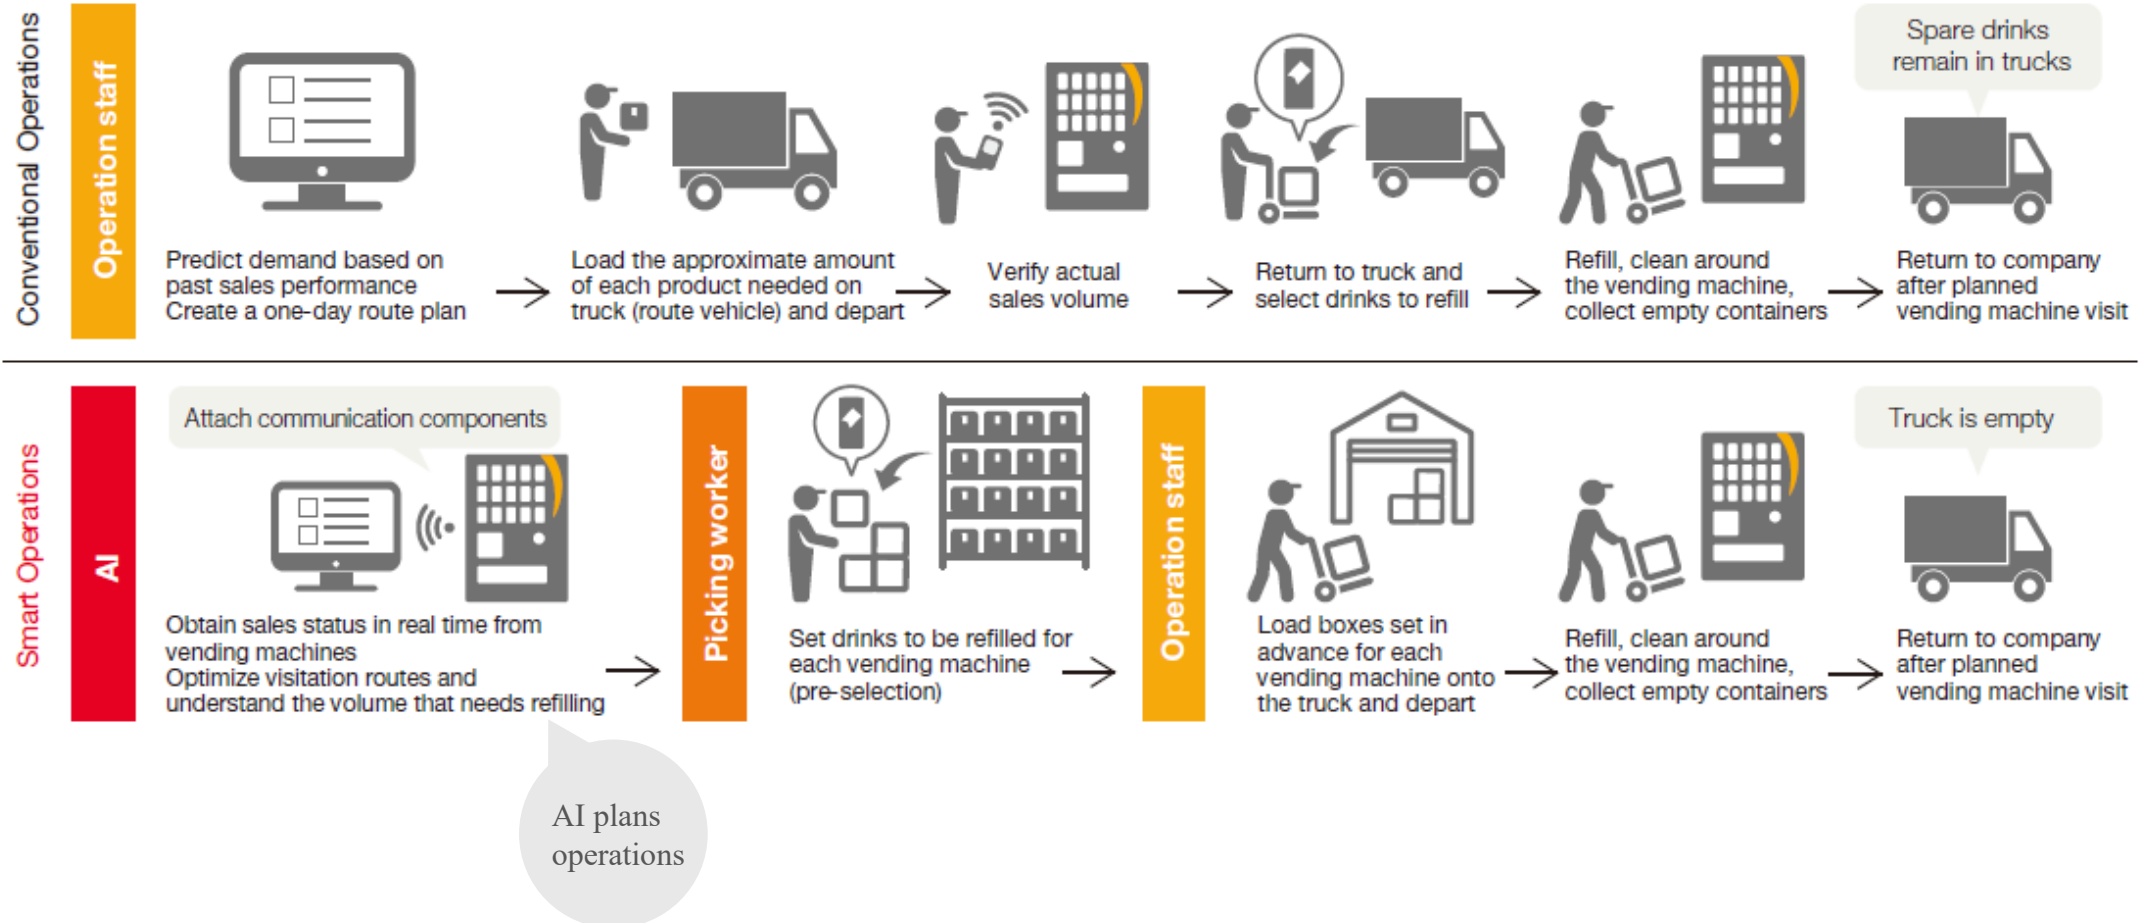 Conventional Operations
Operation staff
Predict demand based on
past sales performance
Create a one-day route plan
Load the approximate amount
of each product needed on
truck (route vehicle) and depart
Verify actual
sales volume
Return to truck and
select drinks to refill
Refill, clean around
the vending machine,
collect empty containers
Spare drinks
remain in trucks
Return to company
after planned
vending machine visit
Smart Operations
AI
Attach communication components
Obtain sales status in real time from
vending machines
Optimize visitation routes and
understand the volume that needs refilling
AI plans
operations
Picking worker
Set drinks to be refilled for
each vending machine
(pre-selection)
Operation staff
Load boxes set in
advance for each
vending machine onto
the truck and depart
Refill, clean around
the vending machine,
collect empty containers
Truck is empty
Return to company
after planned
vending machine visit